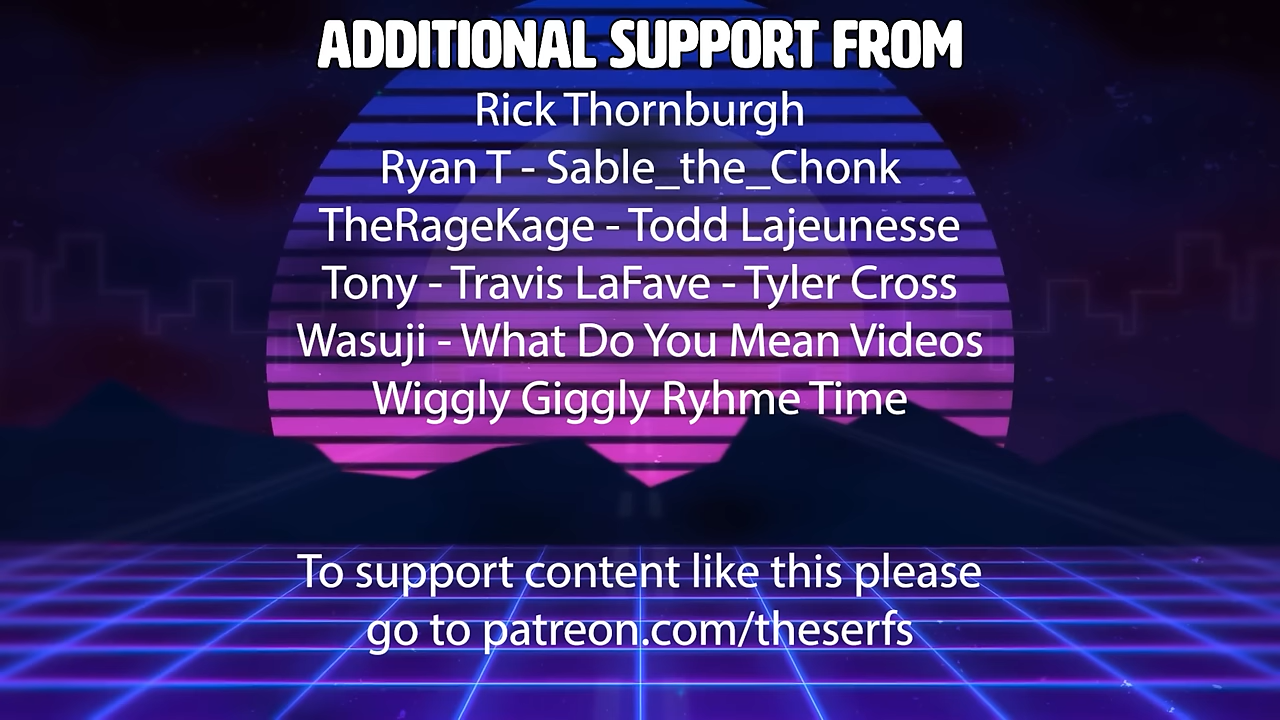 ADDITIONAL SUPPORT FROM
Rick Thornburgh
Ryan T - Sable_the_Chonk
TheRageKage - Todd Lajeunesse
Tony - Travis LaFave - Tyler Cross
Wasuji - What Do You Mean Videos
Wiggly Giggly Ryhme Time
To support content like this please
go to patreon.com/theserfs